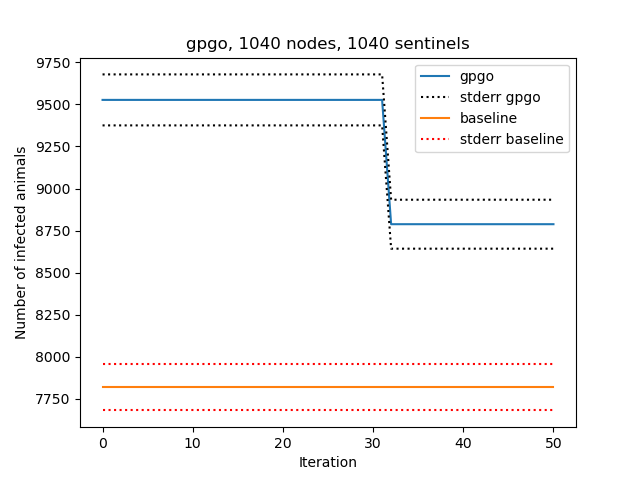 gpgo, 1040 nodes, 1040 sentinels
9750
9500
9250
9000
8750
8500
8250
8000
7750
Number of infected animals
gpgo
stderr gpgo
baseline
stderr baseline
0 10 20 30 40 50
Iteration